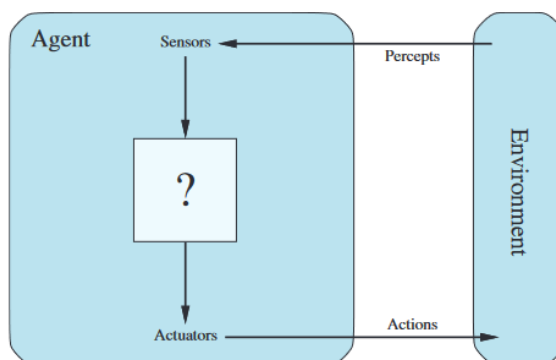 Agent
Sensors
Percepts
?
Environment
Actuators
Actions